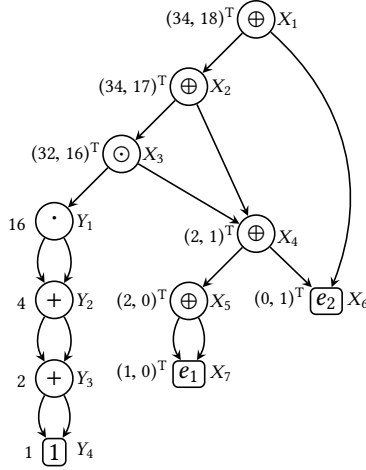 (34, 18)ᵀ ⊕ X₁
(34, 17)ᵀ ⊕ X₂
(32, 16)ᵀ ⊙ X₃
16 · Y₁
(2, 1)ᵀ ⊕ X₄
4 + Y₂
(2, 0)ᵀ ⊕ X₅
(0, 1)ᵀ e₂ X₆
2 + Y₃
(1, 0)ᵀ e₁ X₇
1 1 Y₄